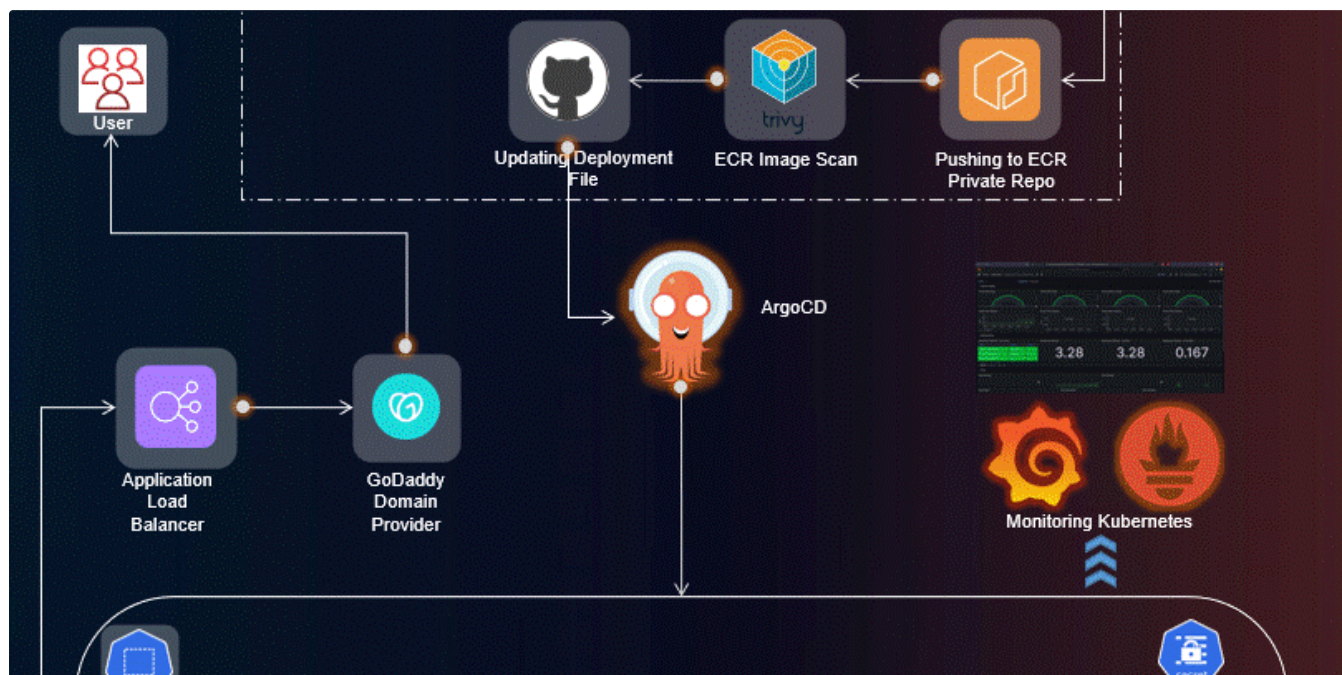 User
trivy
Updating Deployment
File
ECR Image Scan
Pushing to ECR
Private Repo
ArgoCD
3.28
3.28
0.167
Application
Load
Balancer
GoDaddy
Domain
Provider
Monitoring Kubernetes
secret